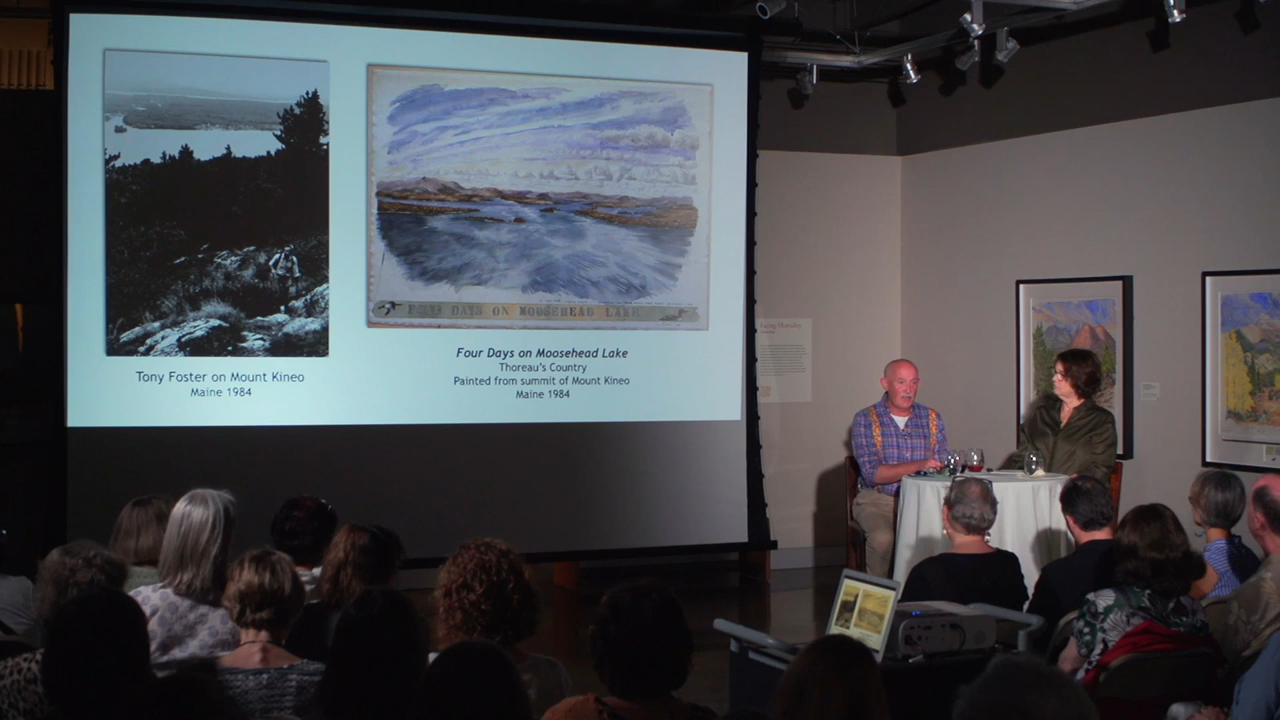 FOUR DAYS ON MOOSEHEAD LAKE
Tony Foster on Mount Kineo
Maine 1984
Four Days on Moosehead Lake
Thoreau's Country
Painted from summit of Mount Kineo
Maine 1984